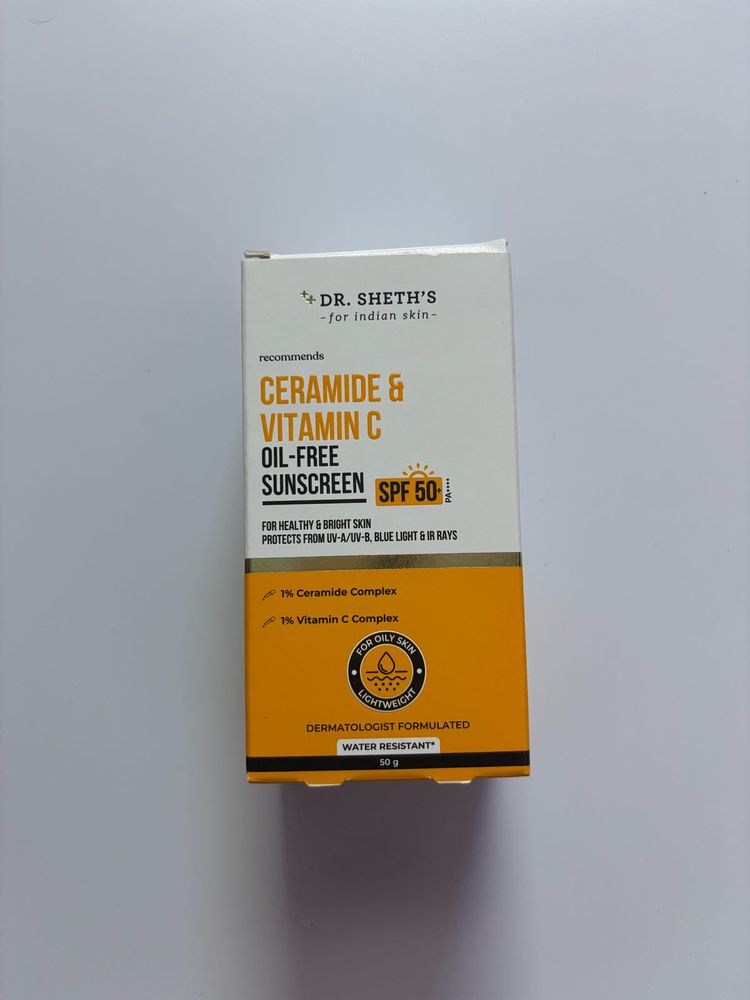 DR. SHETH'S
-for indian skin-
recommends
CERAMIDE &
VITAMIN C
OIL-FREE
SUNSCREEN
SPF 50+
PA++++
FOR HEALTHY & BRIGHT SKIN
PROTECTS FROM UV-A/UV-B, BLUE LIGHT & IR RAYS
1% Ceramide Complex
1% Vitamin C Complex
FOR OILY SKIN
LIGHTWEIGHT
DERMATOLOGIST FORMULATED
WATER RESISTANT*
50 g